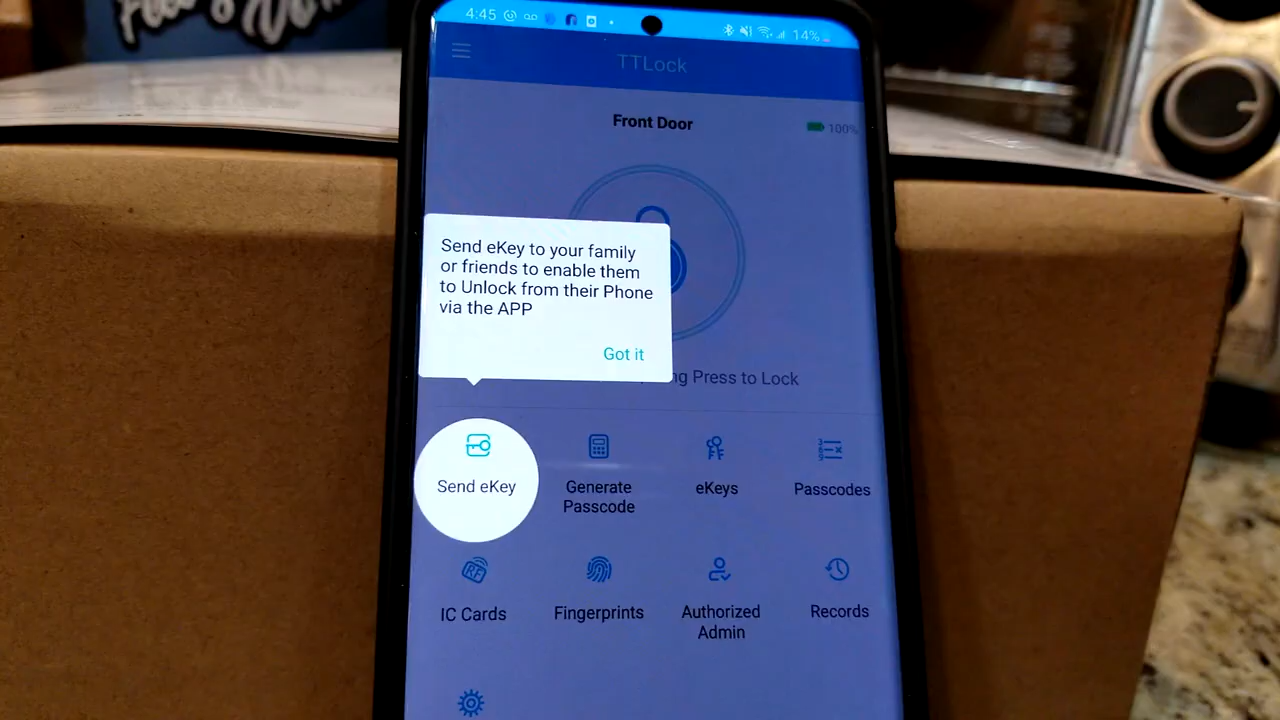 4:45
14%
TTLock
Front Door
100%
Send eKey to your family
or friends to enable them
to Unlock from their Phone
via the APP
Got it
Press to Lock
Send eKey
Generate
Passcode
eKeys
Passcodes
RF
IC Cards
Fingerprints
Authorized
Admin
Records